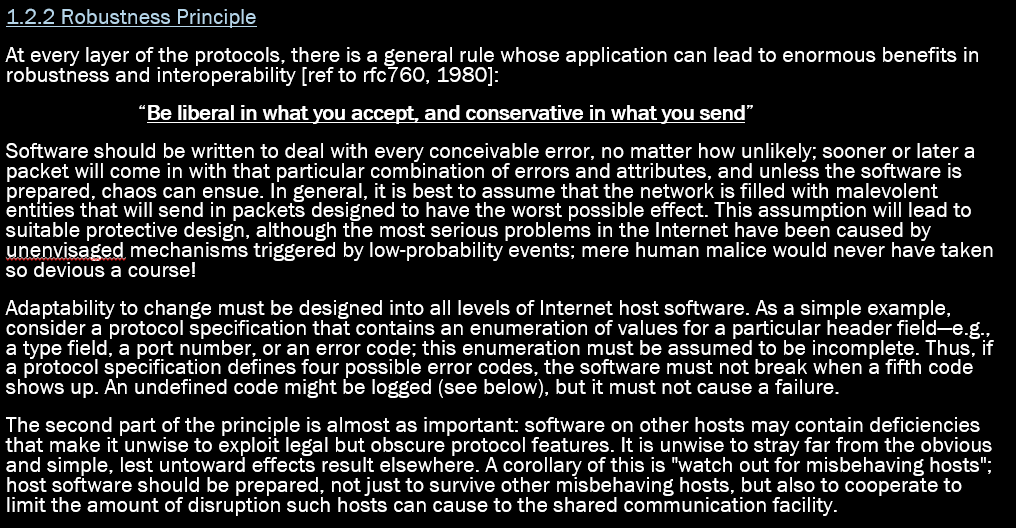 1.2.2 Robustness Principle
At every layer of the protocols, there is a general rule whose application can lead to enormous benefits in
robustness and interoperability [ref to rfc760, 1980]:
“Be liberal in what you accept, and conservative in what you send”
Software should be written to deal with every conceivable error, no matter how unlikely; sooner or later a
packet will come in with that particular combination of errors and attributes, and unless the software is
prepared, chaos can ensue. In general, it is best to assume that the network is filled with malevolent
entities that will send in packets designed to have the worst possible effect. This assumption will lead to
suitable protective design, although the most serious problems in the Internet have been caused by
unenvisaged mechanisms triggered by low-probability events; mere human malice would never have taken
so devious a course!
Adaptability to change must be designed into all levels of Internet host software. As a simple example,
consider a protocol specification that contains an enumeration of values for a particular header field—e.g.,
a type field, a port number, or an error code; this enumeration must be assumed to be incomplete. Thus, if
a protocol specification defines four possible error codes, the software must not break when a fifth code
shows up. An undefined code might be logged (see below), but it must not cause a failure.
The second part of the principle is almost as important: software on other hosts may contain deficiencies
that make it unwise to exploit legal but obscure protocol features. It is unwise to stray far from the obvious
and simple, lest untoward effects result elsewhere. A corollary of this is "watch out for misbehaving hosts";
host software should be prepared, not just to survive other misbehaving hosts, but also to cooperate to
limit the amount of disruption such hosts can cause to the shared communication facility.